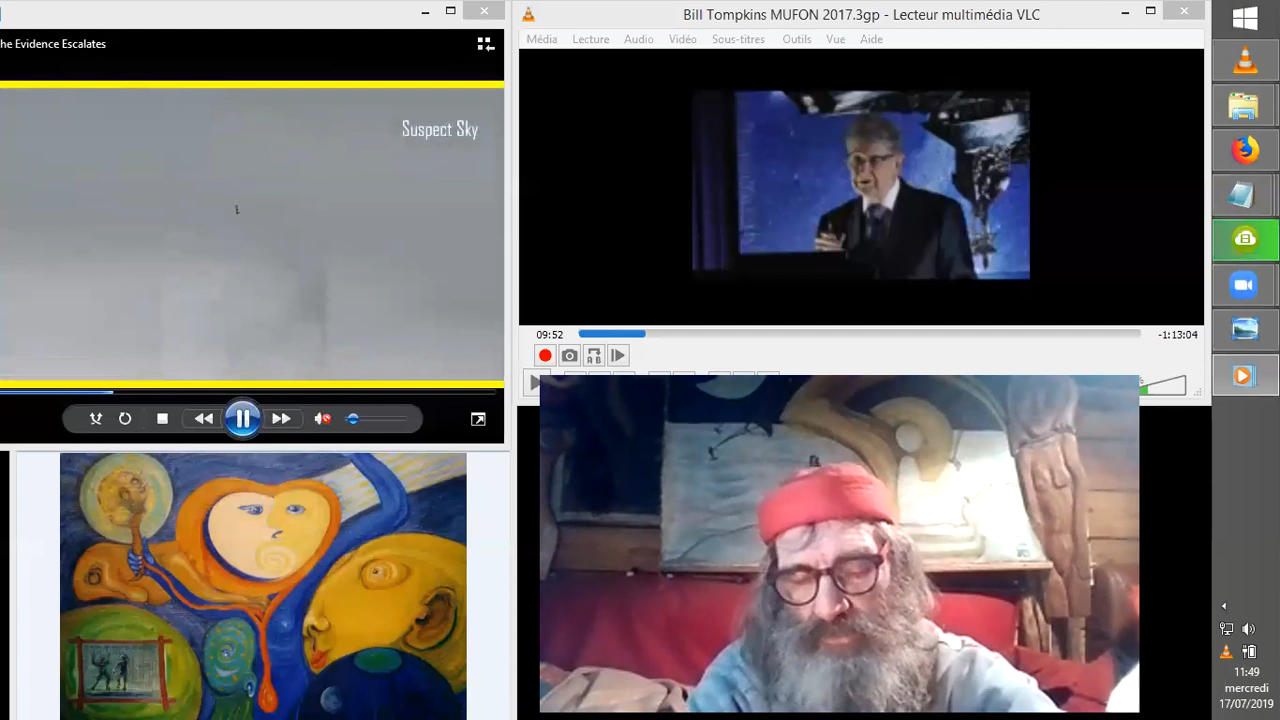 he Evidence Escalates
Suspect Sky
Bill Tompkins MUFON 2017.3gp - Lecteur multimédia VLC
Média Lecture Audio Vidéo Sous-titres Outils Vue Aide
09:52
-1:13:04
11:49
mercredi
17/07/2019